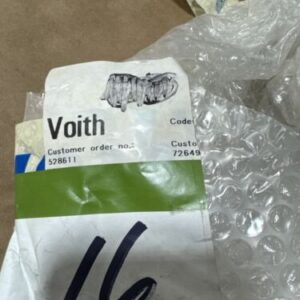 Voith
Code
Customer order no.:
Custo
528611
72649
16